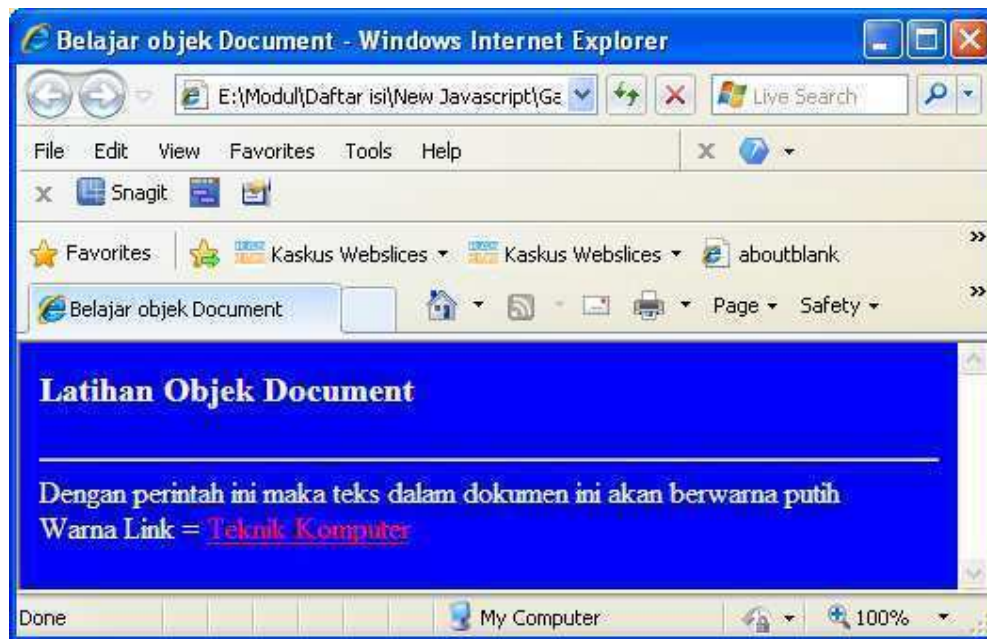 Belajar objek Document - Windows Internet Explorer
E:\Modul\Daftar isi\New Javascript\Ga
Live Search
File Edit View Favorites Tools Help
x
x Snagit
Favorites Kaskus Webslices Kaskus Webslices aboutblank »
Belajar objek Document Page Safety »
Latihan Objek Document
Dengan perintah ini maka teks dalam dokumen ini akan berwarna putih
Warna Link = Teknik Komputer
Done My Computer 100%